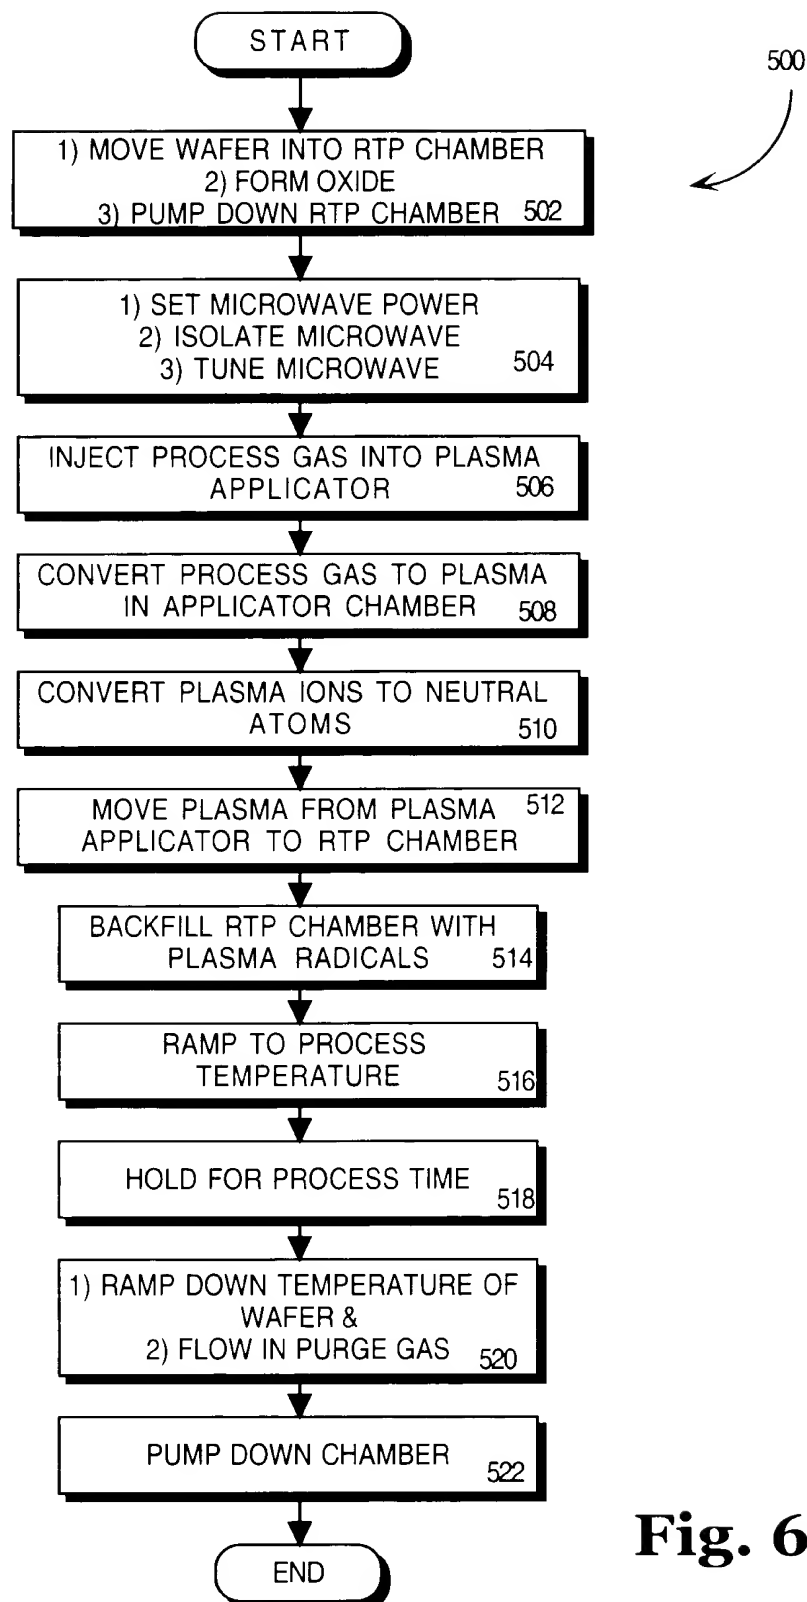 START
500
1) MOVE WAFER INTO RTP CHAMBER
2) FORM OXIDE
3) PUMP DOWN RTP CHAMBER 502
1) SET MICROWAVE POWER
2) ISOLATE MICROWAVE
3) TUNE MICROWAVE 504
INJECT PROCESS GAS INTO PLASMA
APPLICATOR 506
CONVERT PROCESS GAS TO PLASMA
IN APPLICATOR CHAMBER 508
CONVERT PLASMA IONS TO NEUTRAL
ATOMS 510
MOVE PLASMA FROM PLASMA 512
APPLICATOR TO RTP CHAMBER
BACKFILL RTP CHAMBER WITH
PLASMA RADICALS 514
RAMP TO PROCESS
TEMPERATURE 516
HOLD FOR PROCESS TIME 518
1) RAMP DOWN TEMPERATURE OF
WAFER &
2) FLOW IN PURGE GAS 520
PUMP DOWN CHAMBER 522
END
Fig. 6